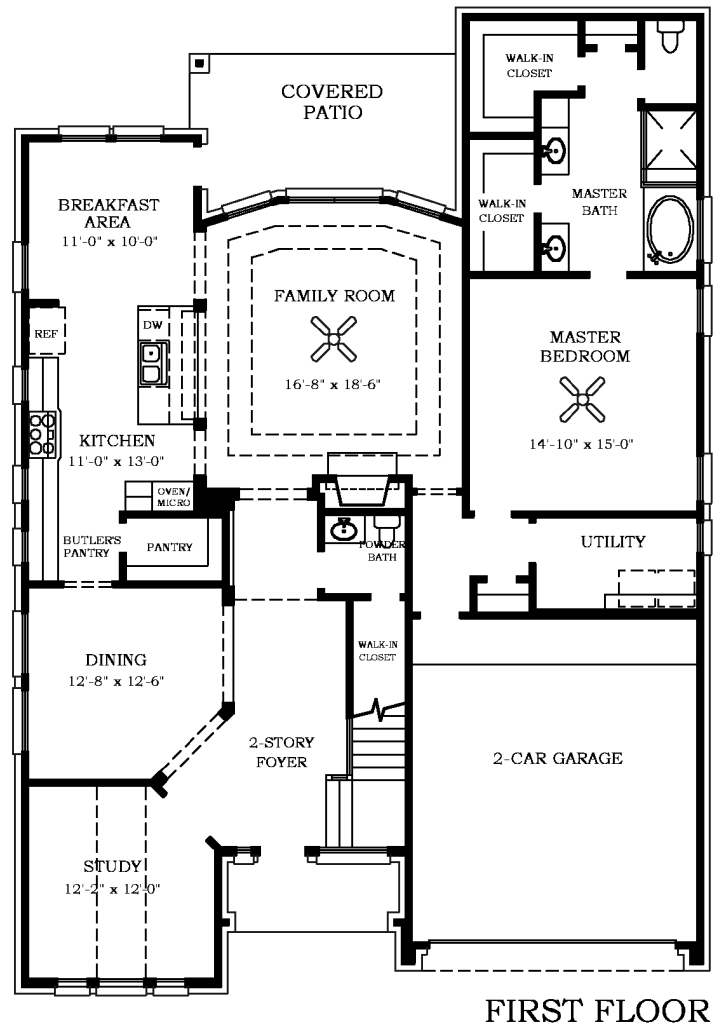 WALK-IN
CLOSET
COVERED
PATIO
BREAKFAST
AREA
11'-0" x 10'-0"
WALK-IN
CLOSET
MASTER
BATH
FAMILY ROOM
16'-8" x 18'-6"
REF
DW
MASTER
BEDROOM
14'-10" x 15'-0"
KITCHEN
11'-0" x 13'-0"
OVEN/
MICRO
BUTLER'S
PANTRY
PANTRY
POWDER
BATH
UTILITY
DINING
12'-8" x 12'-6"
WALK-IN
CLOSET
2-STORY
FOYER
2-CAR GARAGE
STUDY
12'-2" x 12'-0"
FIRST FLOOR